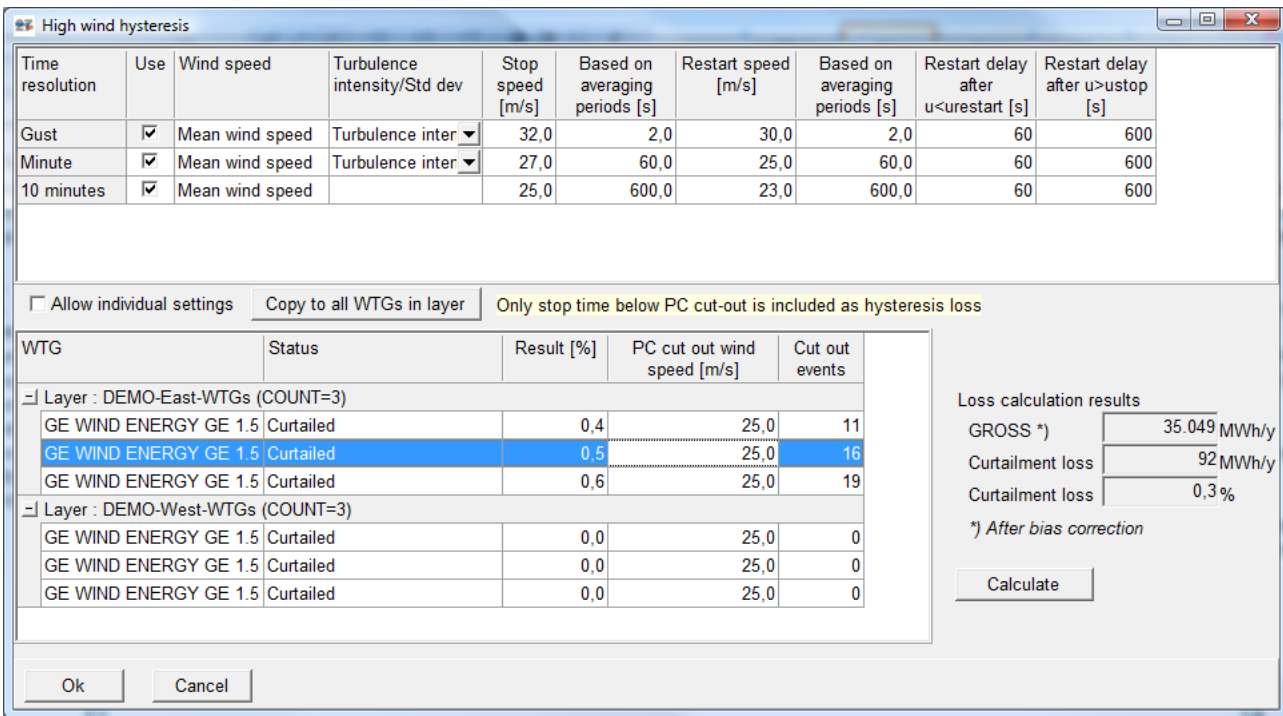 High wind hysteresis
Time resolution Use Wind speed Turbulence intensity/Std dev Stop speed [m/s] Based on averaging periods [s] Restart speed [m/s] Based on averaging periods [s] Restart delay after u<urestart [s] Restart delay after u>ustop [s]
Gust Mean wind speed Turbulence inter 32,0 2,0 30,0 2,0 60 600
Minute Mean wind speed Turbulence inter 27,0 60,0 25,0 60,0 60 600
10 minutes Mean wind speed 25,0 600,0 23,0 600,0 60 600
Allow individual settings Copy to all WTGs in layer Only stop time below PC cut-out is included as hysteresis loss
WTG Status Result [%] PC cut out wind speed [m/s] Cut out events
Layer : DEMO-East-WTGs (COUNT=3)
GE WIND ENERGY GE 1.5 Curtailed 0,4 25,0 11
GE WIND ENERGY GE 1.5 Curtailed 0,5 25,0 16
GE WIND ENERGY GE 1.5 Curtailed 0,6 25,0 19
Layer : DEMO-West-WTGs (COUNT=3)
GE WIND ENERGY GE 1.5 Curtailed 0,0 25,0 0
GE WIND ENERGY GE 1.5 Curtailed 0,0 25,0 0
GE WIND ENERGY GE 1.5 Curtailed 0,0 25,0 0
Loss calculation results
GROSS *) 35.049 MWh/y
Curtailment loss 92 MWh/y
Curtailment loss 0,3 %
*) After bias correction
Calculate
Ok Cancel